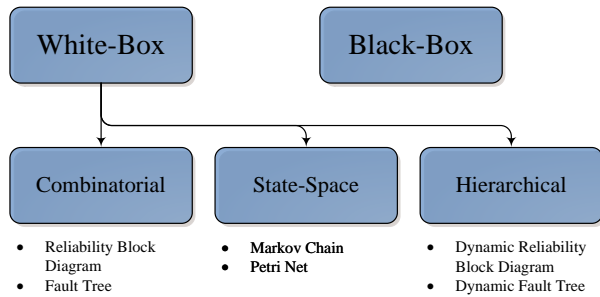 White-Box
Black-Box
Combinatorial
State-Space
Hierarchical
• Reliability Block
Diagram
• Fault Tree
• Markov Chain
• Petri Net
• Dynamic Reliability
Block Diagram
• Dynamic Fault Tree